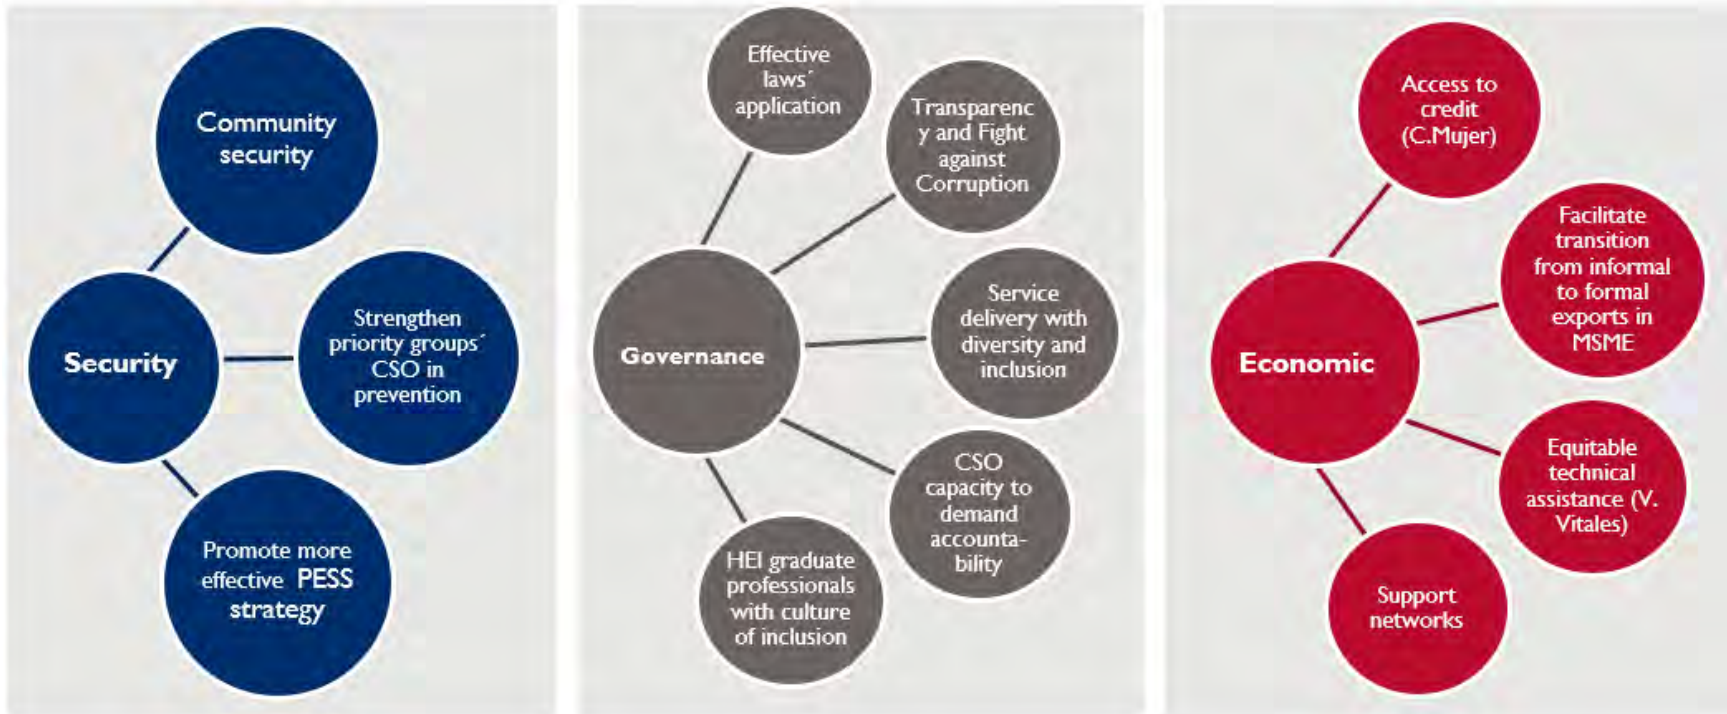 Security
Community
security
Strengthen
priority groups´
CSO in
prevention
Promote more
effective PESS
strategy
Governance
Effective
laws´
application
Transparenc
y and Fight
against
Corruption
Service
delivery with
diversity and
inclusion
CSO
capacity to
demand
accounta-
bility
HEI graduate
professionals
with culture
of inclusion
Economic
Access to
credit
(C.Mujer)
Facilitate
transition
from informal
to formal
exports in
MSME
Equitable
technical
assistance (V.
Vitales)
Support
networks